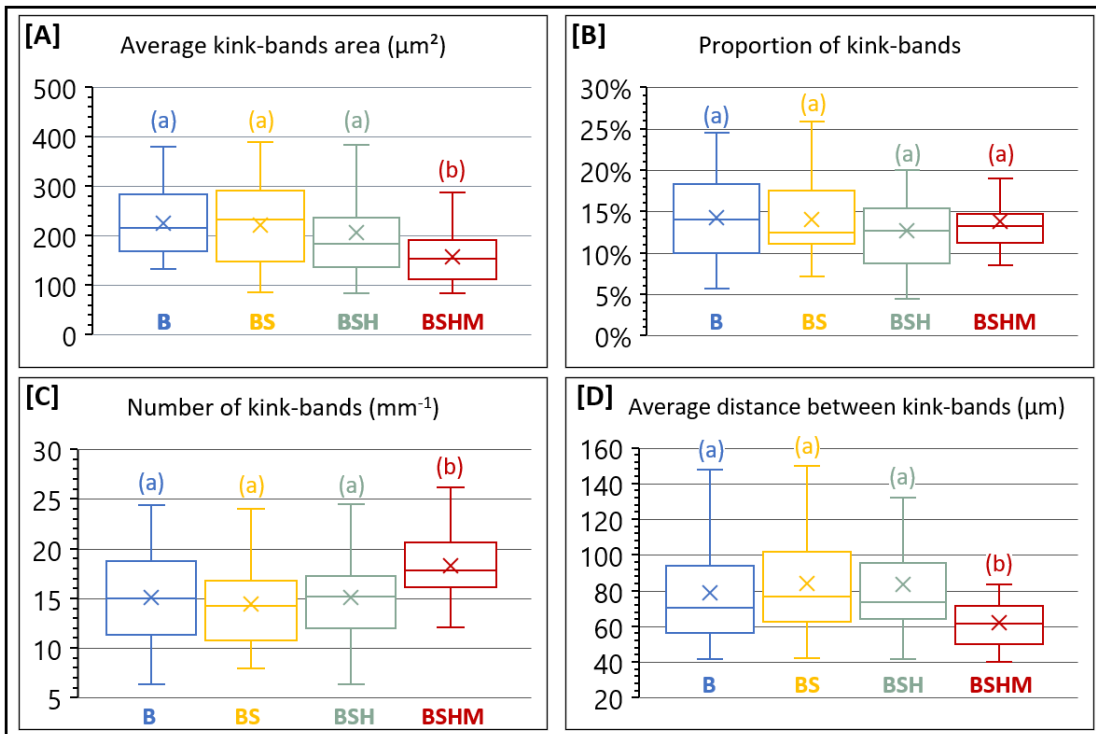 [A]
Average kink-bands area (µm²)
500
400
300
200
100
0
(a)
(a)
(a)
(b)
B
BS
BSH
BSHM
[B]
Proportion of kink-bands
30%
25%
20%
15%
10%
5%
0%
(a)
(a)
(a)
(a)
B
BS
BSH
BSHM
[C]
Number of kink-bands (mm⁻¹)
30
25
20
15
10
5
(a)
(a)
(a)
(b)
B
BS
BSH
BSHM
[D]
Average distance between kink-bands (µm)
160
140
120
100
80
60
40
20
(a)
(a)
(a)
(b)
B
BS
BSH
BSHM